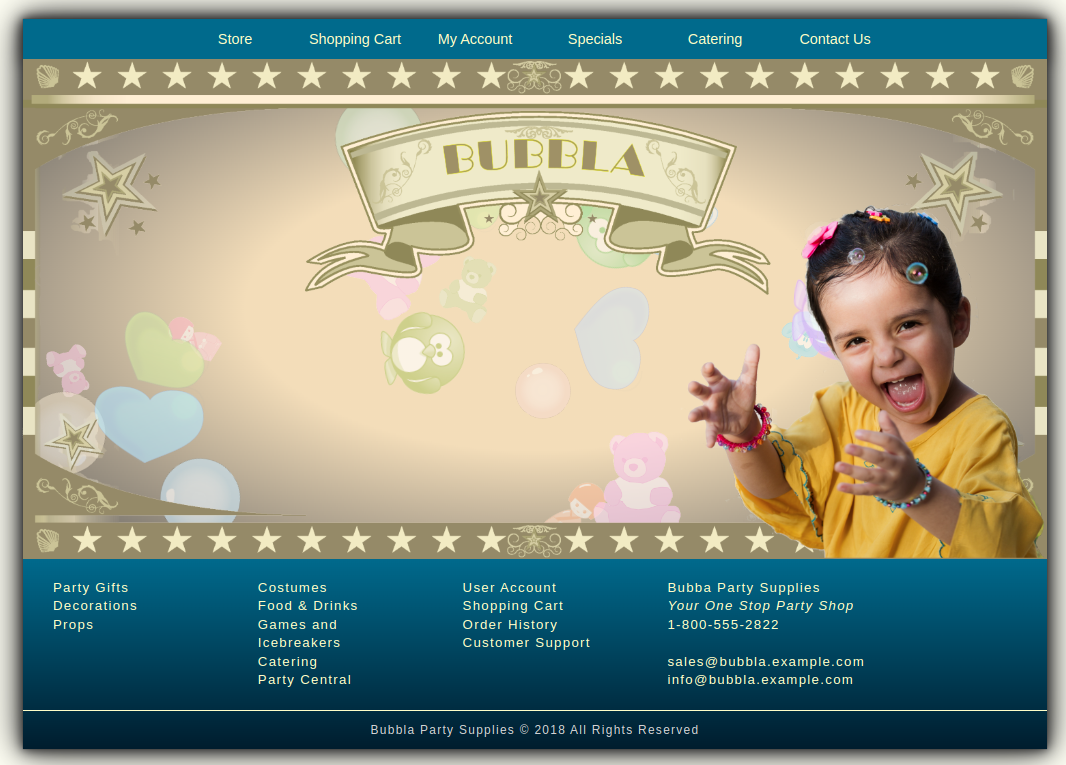 Store Shopping Cart My Account Specials Catering Contact Us
BUBBLA
Party Gifts
Decorations
Props
Costumes
Food & Drinks
Games and
Icebreakers
Catering
Party Central
User Account
Shopping Cart
Order History
Customer Support
Bubba Party Supplies
Your One Stop Party Shop
1-800-555-2822
sales@bubbla.example.com
info@bubbla.example.com
Bubbla Party Supplies © 2018 All Rights Reserved